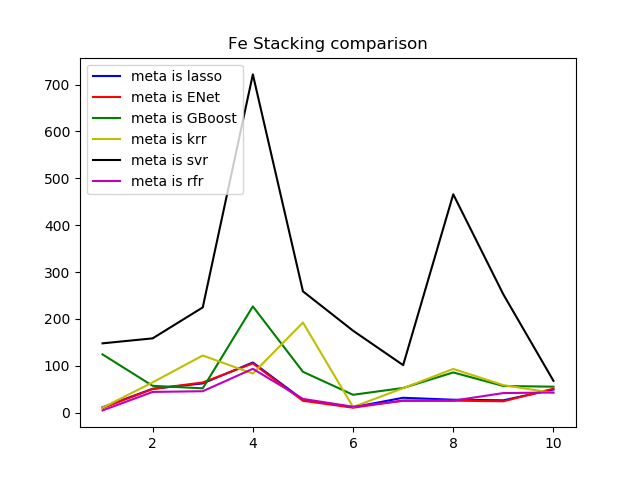 Fe Stacking comparison
meta is lasso
meta is ENet
meta is GBoost
meta is krr
meta is svr
meta is rfr
700
600
500
400
300
200
100
0
2
4
6
8
10